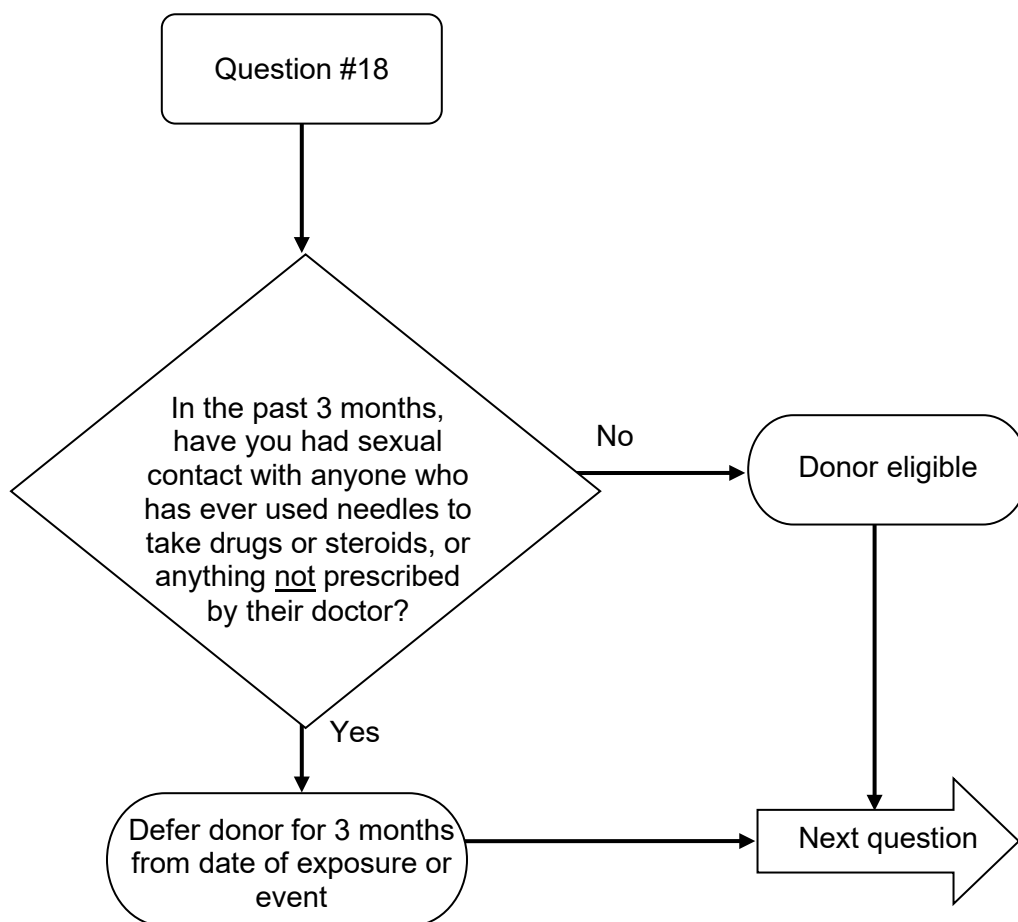 Question #18
In the past 3 months,
have you had sexual
contact with anyone who
has ever used needles to
take drugs or steroids, or
anything not prescribed
by their doctor?
No
Donor eligible
Yes
Defer donor for 3 months
from date of exposure or
event
Next question